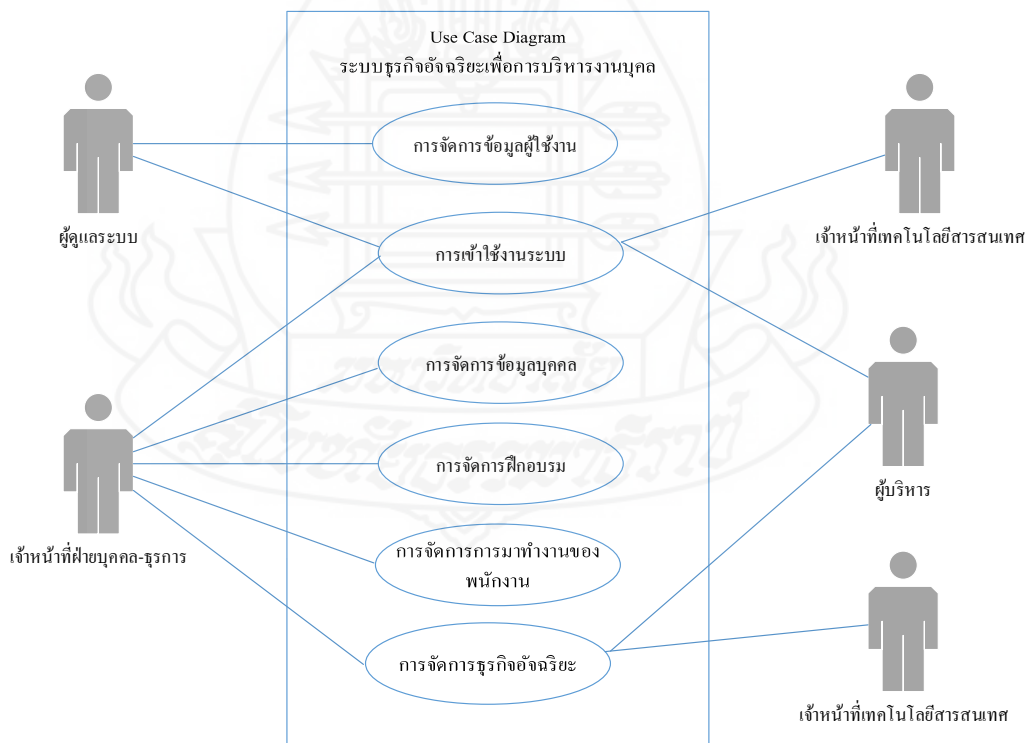 Use Case Diagram
ระบบธุรกิจอัจฉริยะเพื่อการบริหารงานบุคล
การจัดการข้อมูลผู้ใช้งาน
ผู้ดูแลระบบ
เจ้าหน้าที่เทคโนโลยีสารสนเทศ
การเข้าใช้งานระบบ
การจัดการข้อมูลบุคคล
การจัดการฝึกอบรม
ผู้บริหาร
เจ้าหน้าที่ฝ่ายบุคคล-ธุรการ
การจัดการการมาทำงานของ
พนักงาน
การจัดการธุรกิจอัจฉริยะ
เจ้าหน้าที่เทคโนโลยีสารสนเทศ